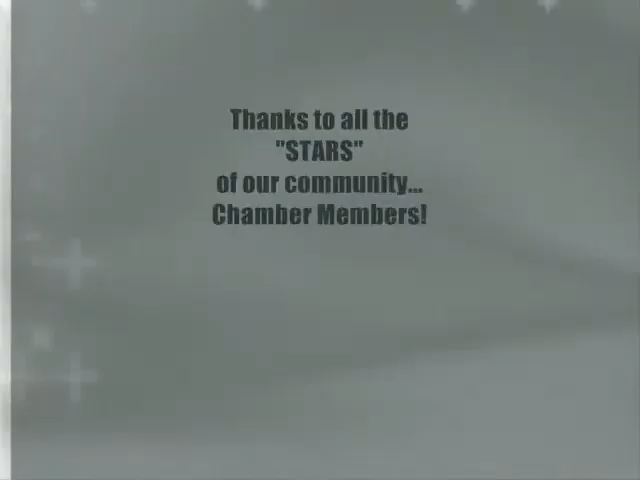 Thanks to all the
"STARS"
of our community...
Chamber Members!